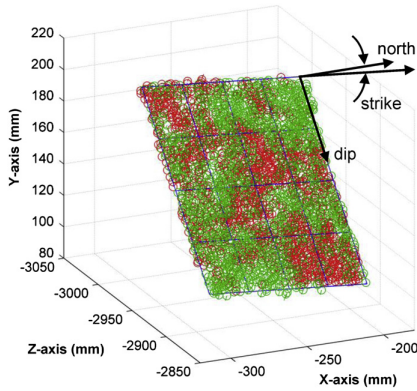 220
200
180
160
140
120
100
80
Y-axis (mm)
north
strike
dip
-3050
-3000
-2950
-2900
-2850
Z-axis (mm)
-300
-250
-200
X-axis (mm)